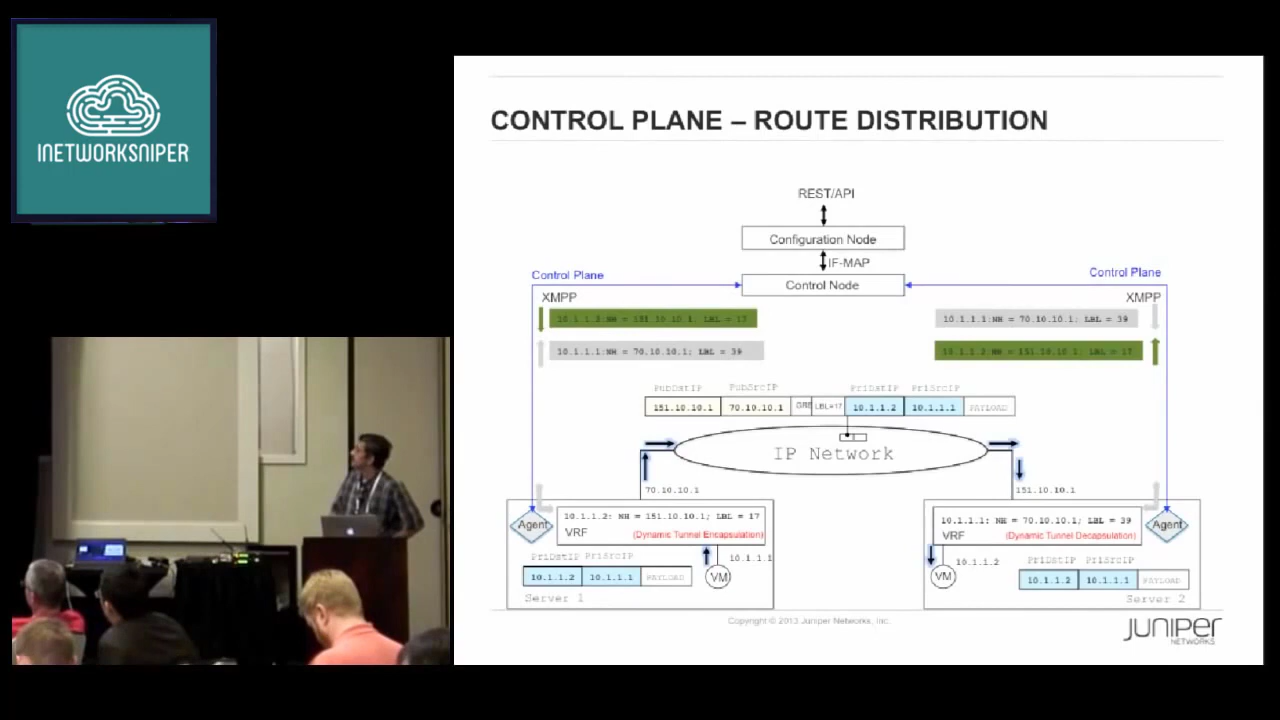 INETWORKSNIPER
CONTROL PLANE – ROUTE DISTRIBUTION
REST/API
Configuration Node
IF-MAP
Control Node
Control Plane
Control Plane
XMPP
XMPP
10.1.1.2:NH = 151.10.10.1; LBL = 17
10.1.1.1:NH = 70.10.10.1; LBL = 39
10.1.1.1:NH = 70.10.10.1; LBL = 39
10.1.1.2:NH = 151.10.10.1; LBL = 17
PubDstIP PubSrcIP PriDstIP PriSrcIP
151.10.10.1 70.10.10.1 GRE LBL=17 10.1.1.2 10.1.1.1 PAYLOAD
IP Network
70.10.10.1
151.10.10.1
Agent
10.1.1.2: NH = 151.10.10.1; LBL = 17
VRF (Dynamic Tunnel Encapsulation)
10.1.1.1
PriDstIP PriSrcIP
10.1.1.2 10.1.1.1 PAYLOAD
VM
Server 1
10.1.1.1: NH = 70.10.10.1; LBL = 39
VRF (Dynamic Tunnel Decapsulation)
Agent
10.1.1.2
VM
PriDstIP PriSrcIP
10.1.1.2 10.1.1.1 PAYLOAD
Server 2
Copyright © 2013 Juniper Networks, Inc.
JUNIPER
NETWORKS